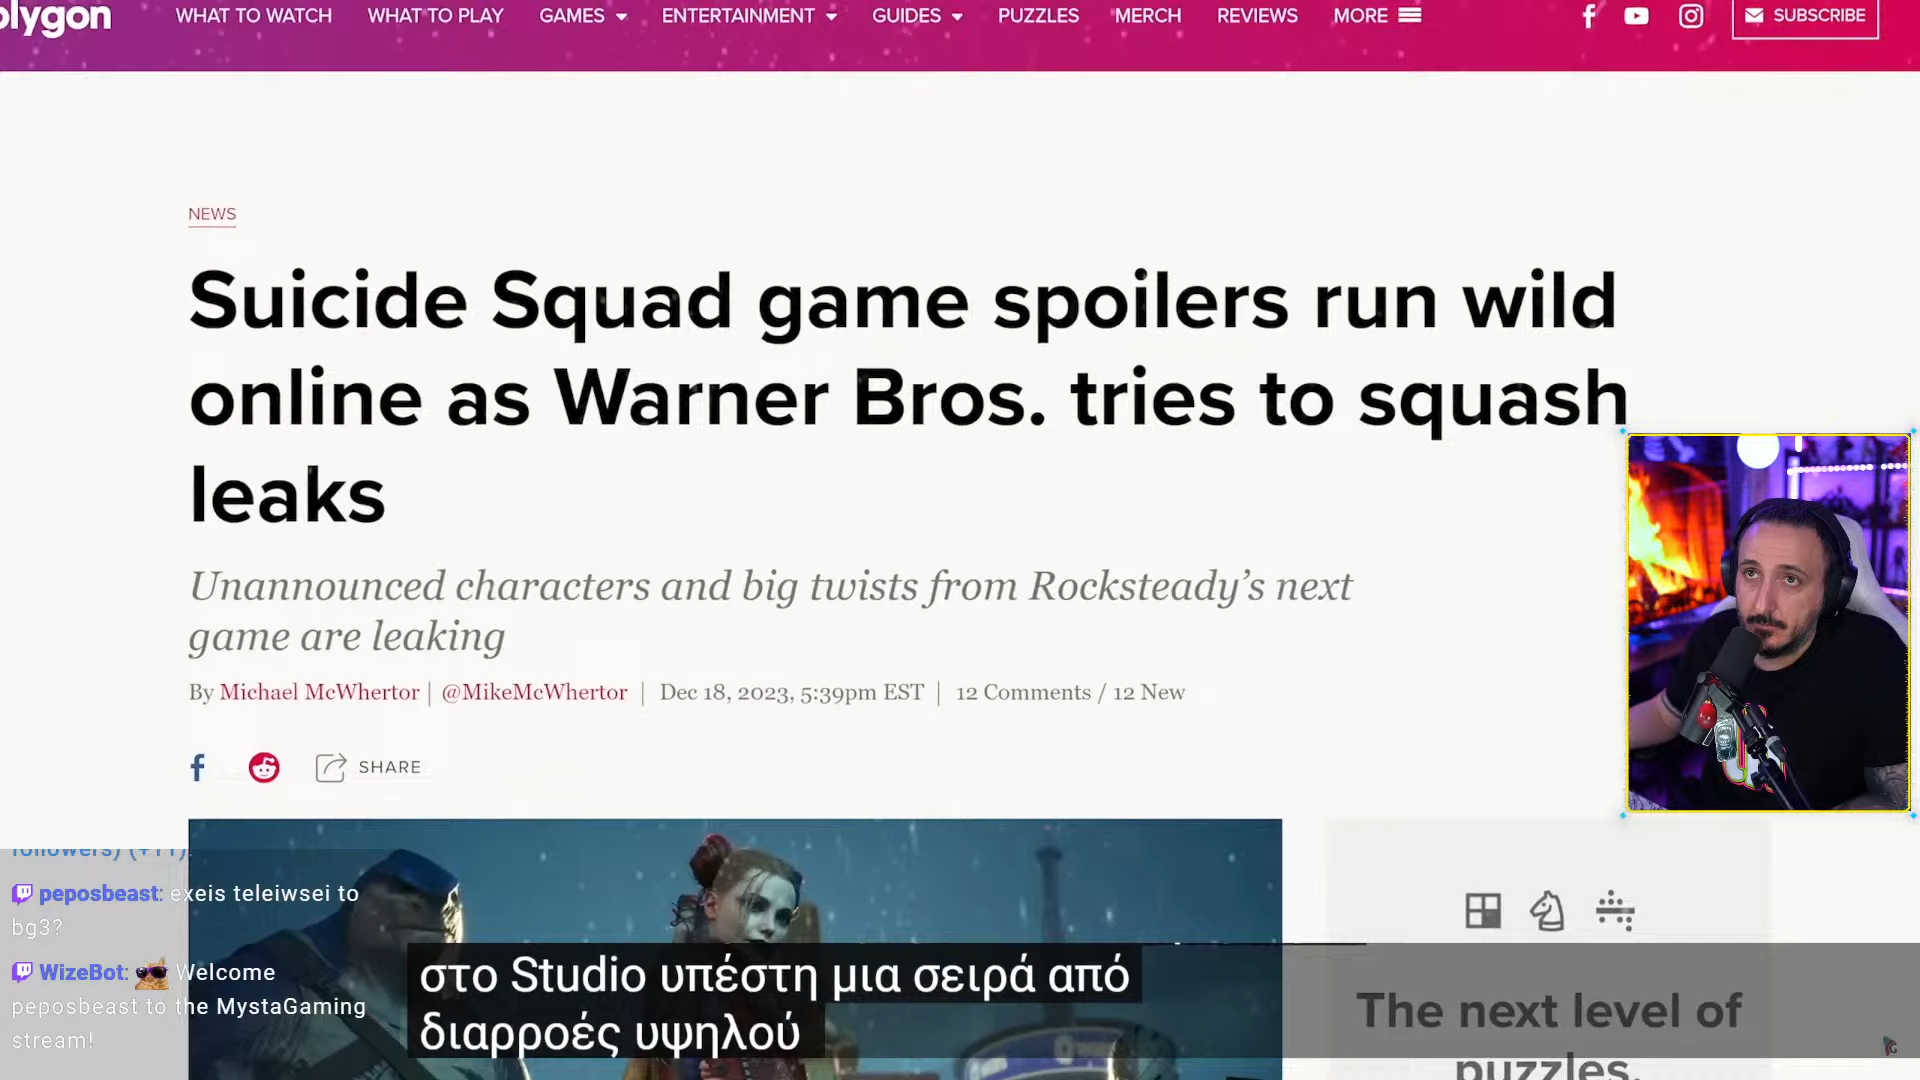 olygon
WHAT TO WATCH WHAT TO PLAY GAMES ENTERTAINMENT GUIDES PUZZLES MERCH REVIEWS MORE SUBSCRIBE
NEWS
Suicide Squad game spoilers run wild
online as Warner Bros. tries to squash
leaks
Unannounced characters and big twists from Rocksteady’s next
game are leaking
By Michael McWhertor | @MikeMcWhertor | Dec 18, 2023, 5:39pm EST | 12 Comments / 12 New
SHARE
followers) (+11).
peposbeast: exeis teleiwsei to
bg3?
WizeBot: Welcome
peposbeast to the MystaGaming
stream!
στο Studio υπέστη μια σειρά από
διαρροές υψηλού
The next level of
puzzles.